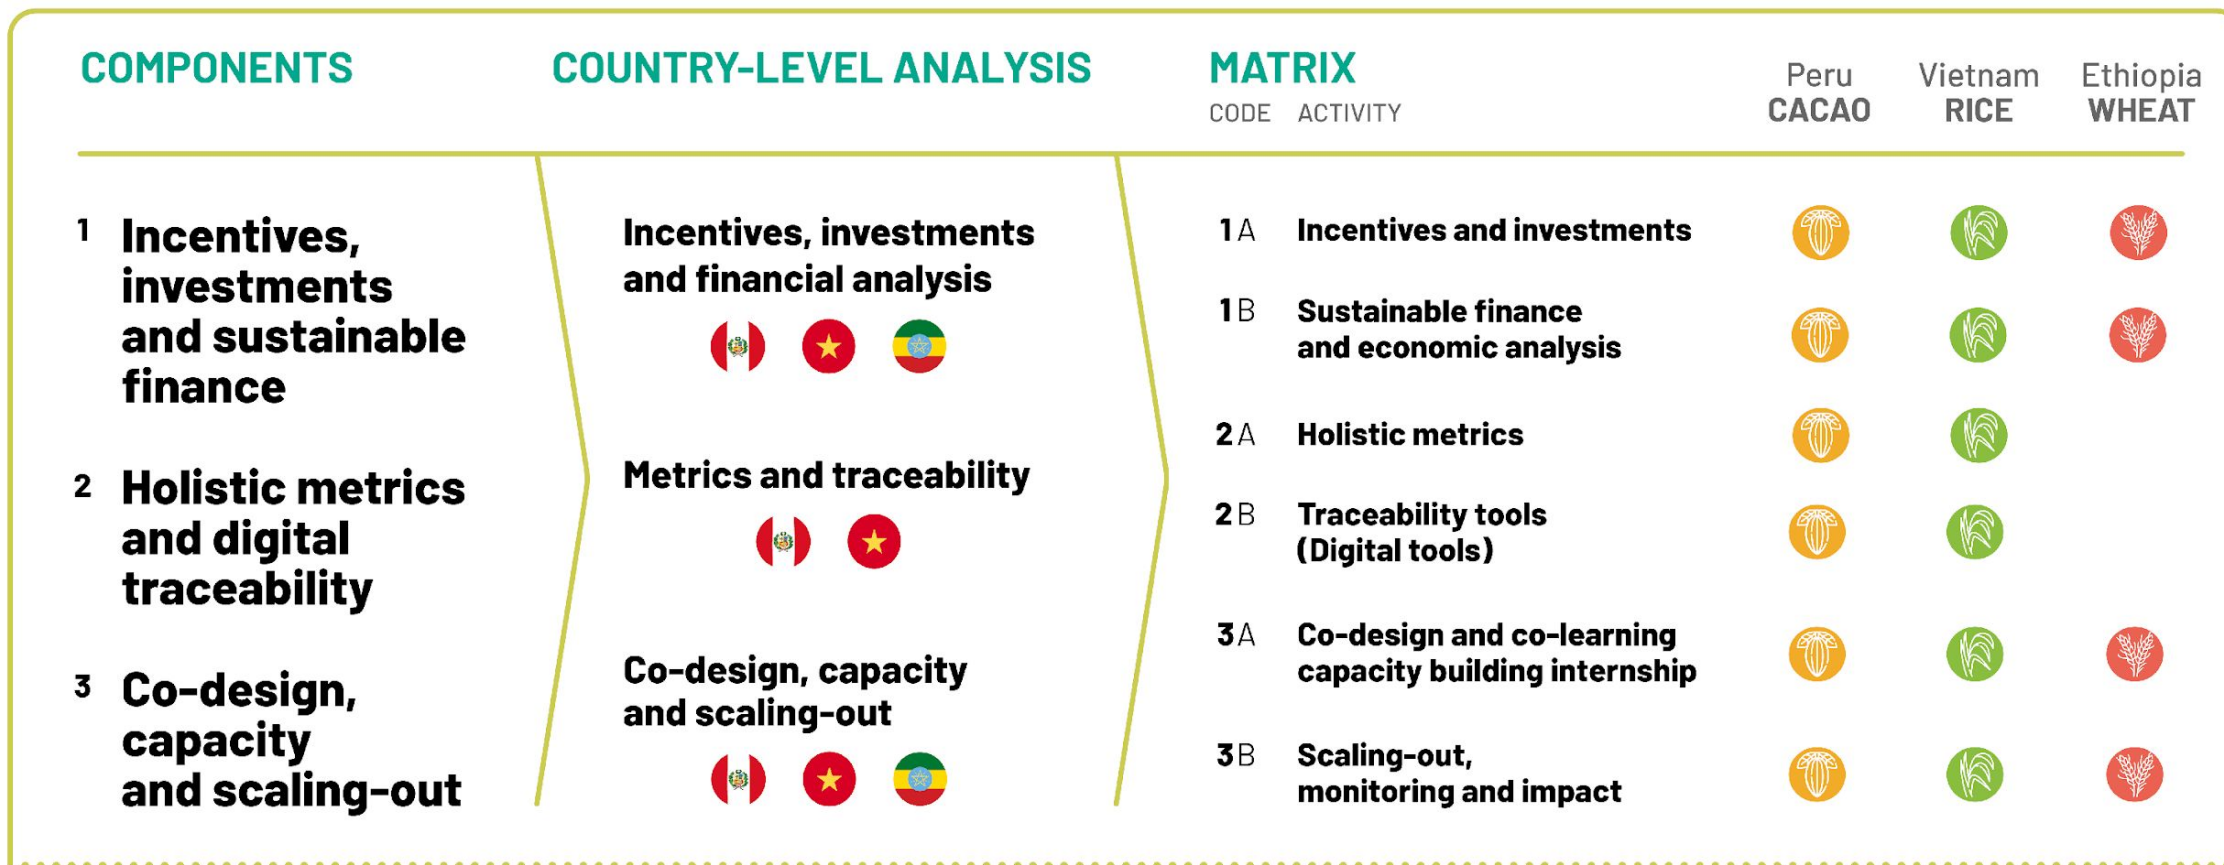 COMPONENTS
1 Incentives,
investments
and sustainable
finance
2 Holistic metrics
and digital
traceability
3 Co-design,
capacity
and scaling-out
COUNTRY-LEVEL ANALYSIS
Incentives, investments
and financial analysis
Metrics and traceability
Co-design, capacity
and scaling-out
MATRIX
CODE ACTIVITY
Peru
CACAO
Vietnam
RICE
Ethiopia
WHEAT
1A Incentives and investments
1B Sustainable finance
and economic analysis
2A Holistic metrics
2B Traceability tools
(Digital tools)
3A Co-design and co-learning
capacity building internship
3B Scaling-out,
monitoring and impact